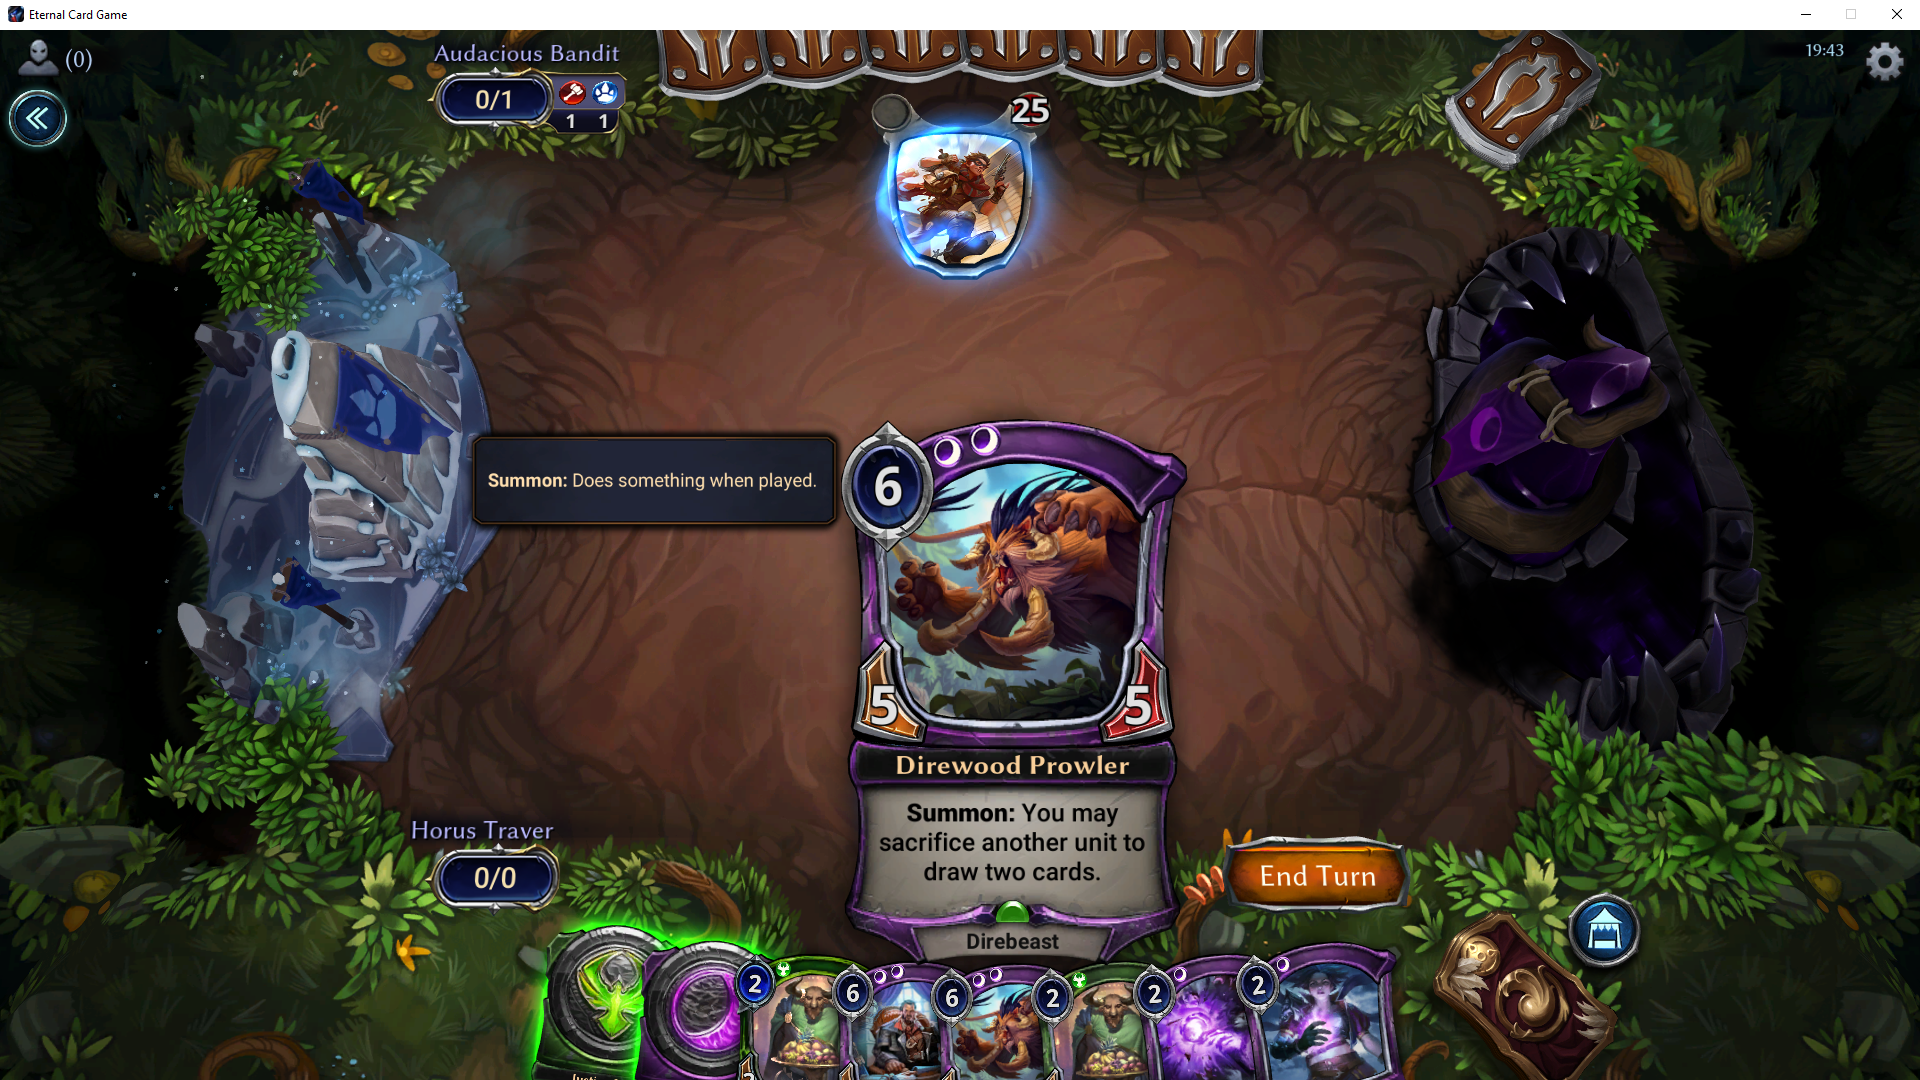 Eternal Card Game
(0)
Audacious Bandit
0/1
1 1
25
19:43
Summon: Does something when played.
6
5
5
Direwood Prowler
Summon: You may
sacrifice another unit to
draw two cards.
Direbeast
Horus Traver
0/0
End Turn
2
6
6
2
2
2